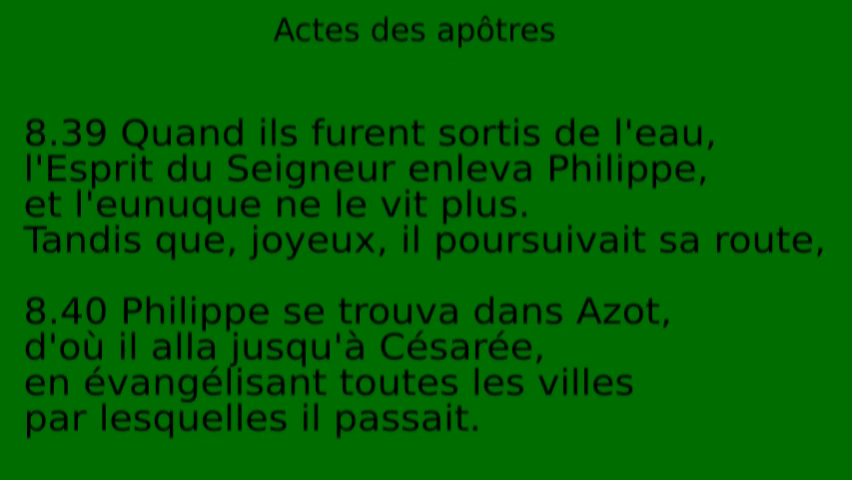 Actes des apôtres
8.39 Quand ils furent sortis de l'eau,
l'Esprit du Seigneur enleva Philippe,
et l'eunuque ne le vit plus.
Tandis que, joyeux, il poursuivait sa route,
8.40 Philippe se trouva dans Azot,
d'où il alla jusqu'à Césarée,
en évangélisant toutes les villes
par lesquelles il passait.